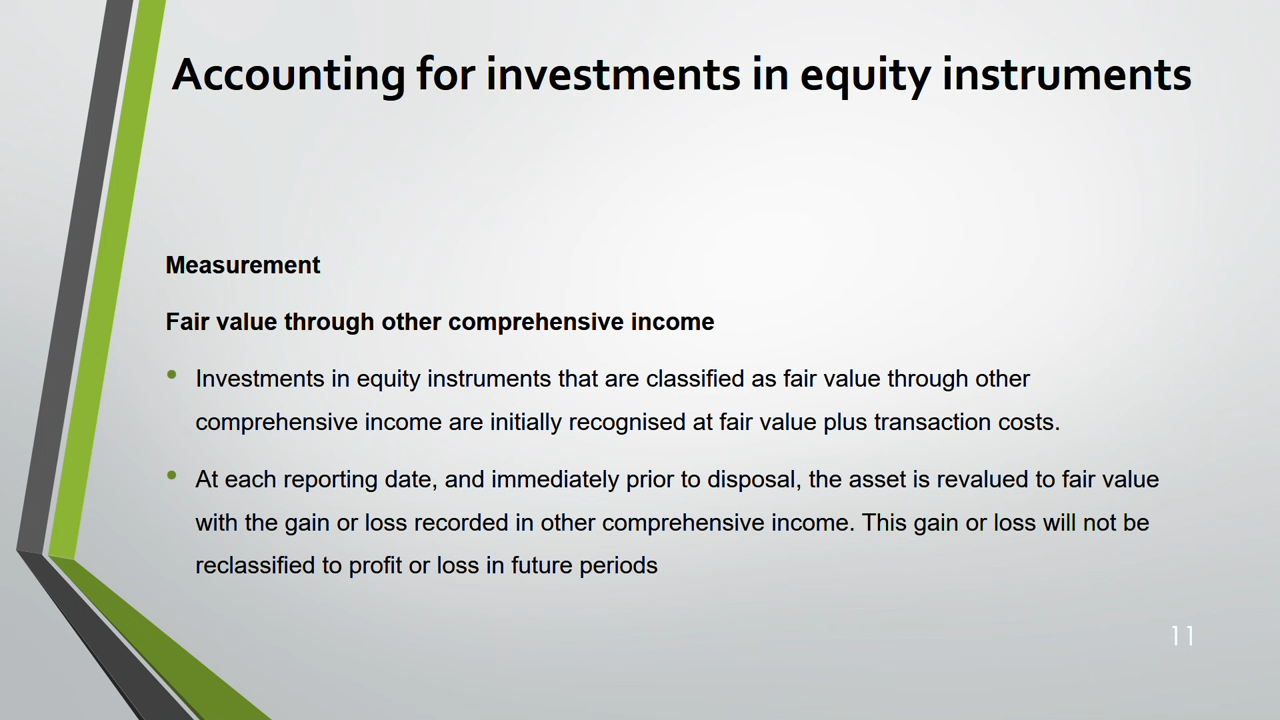 Accounting for investments in equity instruments
Measurement
Fair value through other comprehensive income
• Investments in equity instruments that are classified as fair value through other
comprehensive income are initially recognised at fair value plus transaction costs.
• At each reporting date, and immediately prior to disposal, the asset is revalued to fair value
with the gain or loss recorded in other comprehensive income. This gain or loss will not be
reclassified to profit or loss in future periods
11